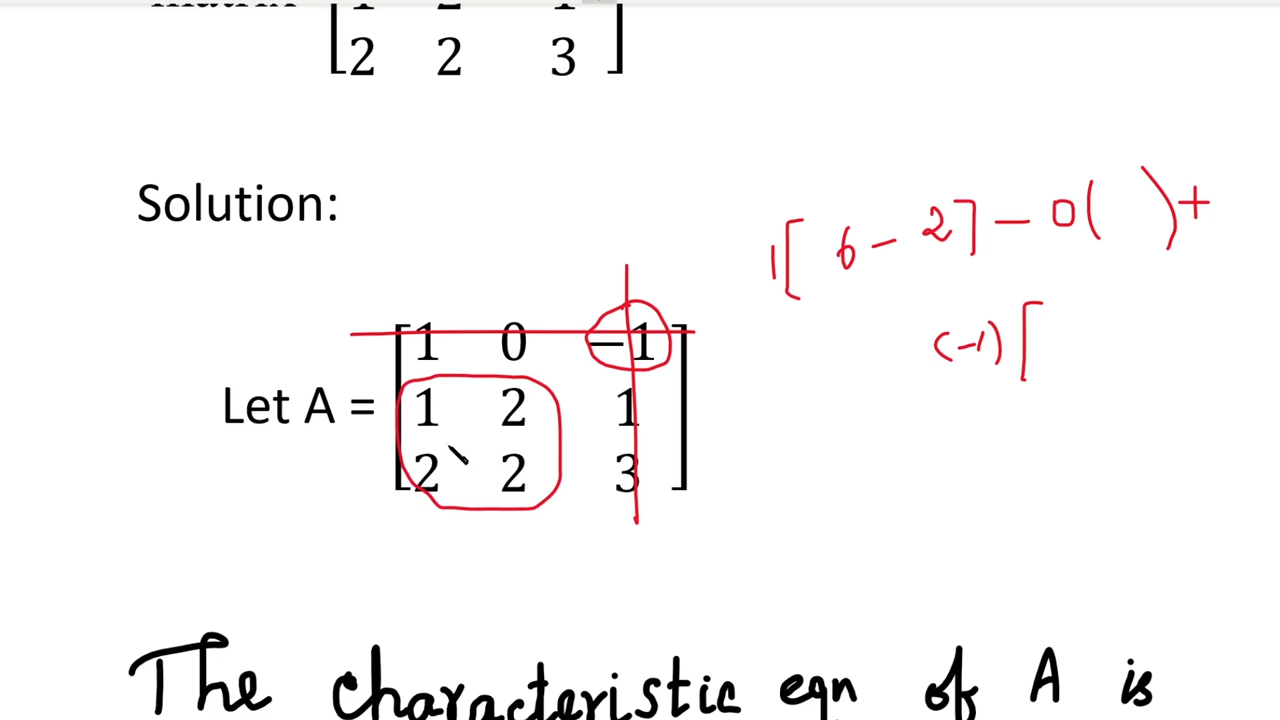 2 2 3
Solution:
1[ 6 - 2] - 0( ) +
(-1) [
Let A = [1 0 −1
1 2 1
2 2 3]
The characteristic eqn of A is